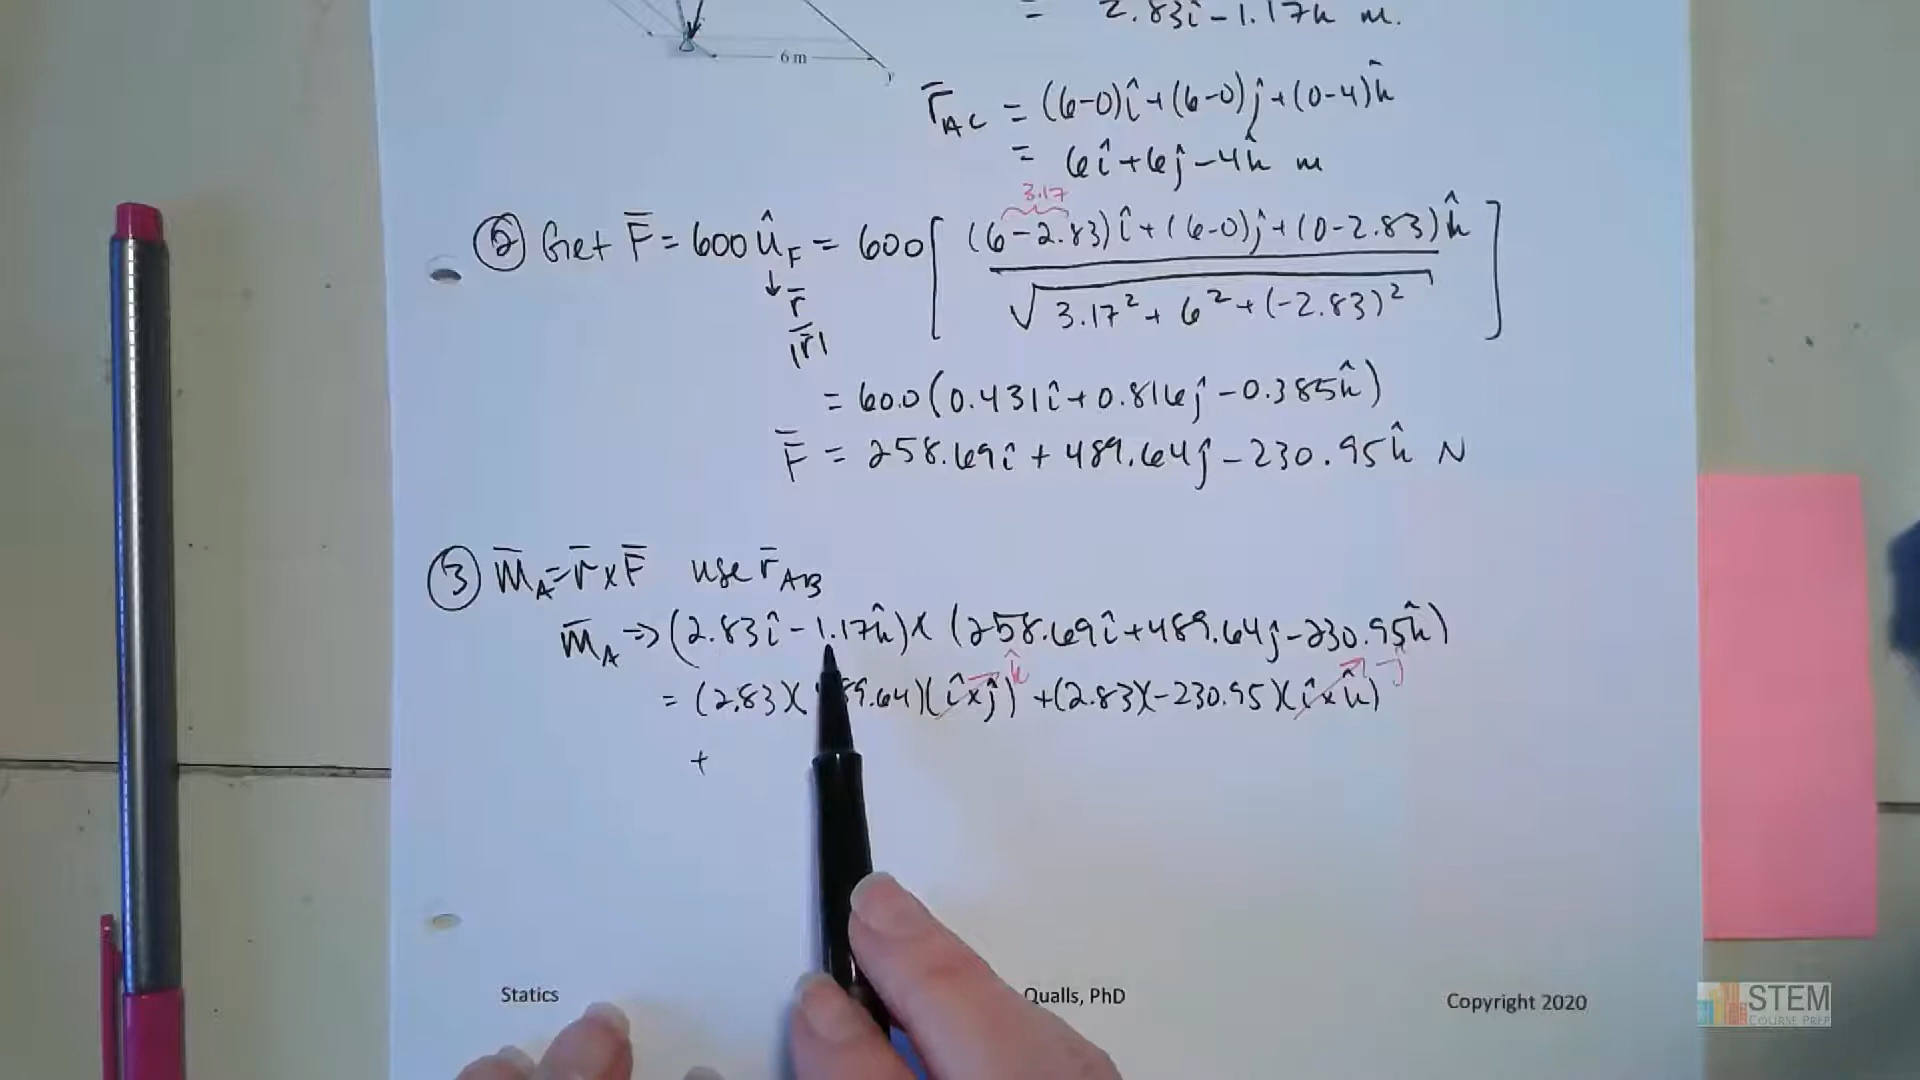 = 2.83î - 1.17k m.
6 m
y
r̄AC = (6-0)î + (6-0)ĵ + (0-4)k̂
= 6î + 6ĵ - 4k̂ m
3.17
② Get F̄ = 600 ûF = 600 [ (6-2.83)î + (6-0)ĵ + (0-2.83)k̂ ]
↓ r̄ √ 3.17² + 6² + (-2.83)²
|r̄|
= 600 (0.431î + 0.816ĵ - 0.385k̂)
F̄ = 258.69î + 489.64ĵ - 230.95k̂ N
③ M̄A = r̄ x F̄ use r̄AB
M̄A => (2.83î - 1.17k̂) x (258.69î + 489.64ĵ - 230.95k̂)
k̂ -ĵ
= (2.83)( 89.64)(î x ĵ) + (2.83)(-230.95)(î x k̂)
+
Statics Qualls, PhD Copyright 2020
STEM
COURSE PREP